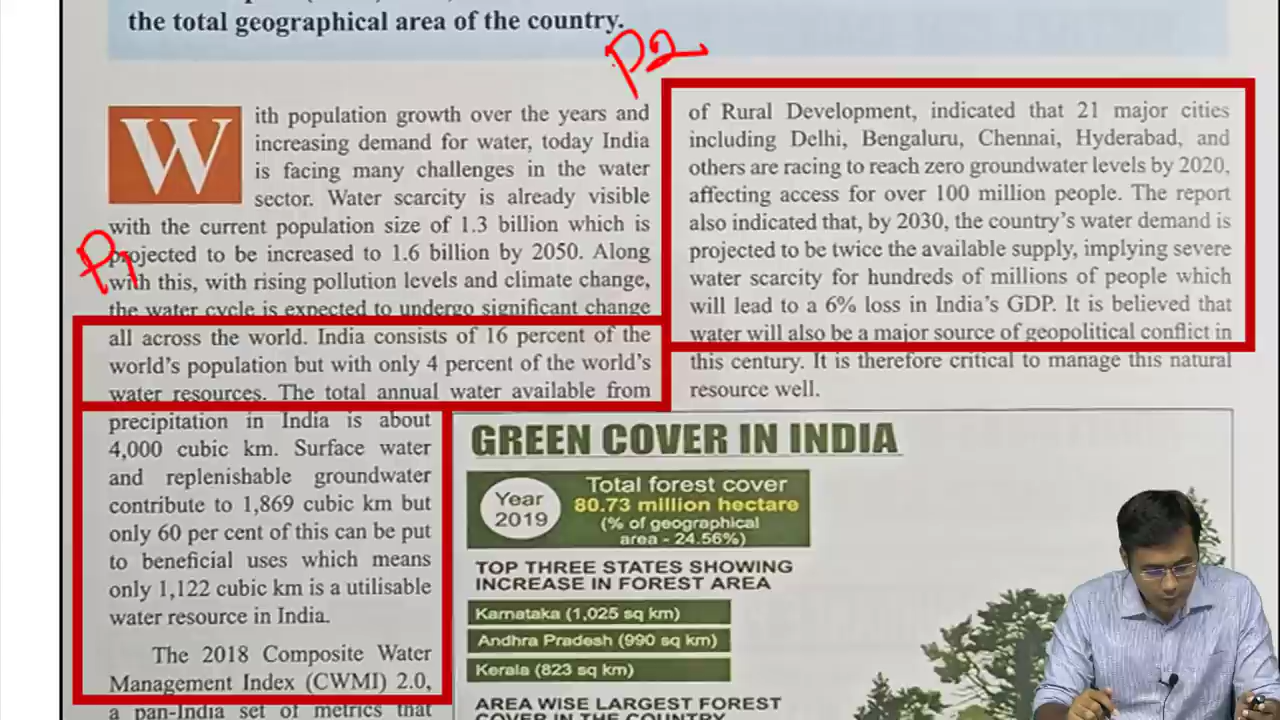 the total geographical area of the country.
P2
With population growth over the years and
increasing demand for water, today India
is facing many challenges in the water
sector. Water scarcity is already visible
with the current population size of 1.3 billion which is
projected to be increased to 1.6 billion by 2050. Along
P1
with this, with rising pollution levels and climate change,
the water cycle is expected to undergo significant change
all across the world. India consists of 16 percent of the
world's population but with only 4 percent of the world's
water resources. The total annual water available from
precipitation in India is about
4,000 cubic km. Surface water
and replenishable groundwater
contribute to 1,869 cubic km but
only 60 per cent of this can be put
to beneficial uses which means
only 1,122 cubic km is a utilisable
water resource in India.
The 2018 Composite Water
Management Index (CWMI) 2.0,
a pan-India set of metrics that
of Rural Development, indicated that 21 major cities
including Delhi, Bengaluru, Chennai, Hyderabad, and
others are racing to reach zero groundwater levels by 2020,
affecting access for over 100 million people. The report
also indicated that, by 2030, the country's water demand is
projected to be twice the available supply, implying severe
water scarcity for hundreds of millions of people which
will lead to a 6% loss in India's GDP. It is believed that
water will also be a major source of geopolitical conflict in
this century. It is therefore critical to manage this natural
resource well.
GREEN COVER IN INDIA
Year
2019
Total forest cover
80.73 million hectare
(% of geographical
area - 24.56%)
TOP THREE STATES SHOWING
INCREASE IN FOREST AREA
Karnataka (1,025 sq km)
Andhra Pradesh (990 sq km)
Kerala (823 sq km)
AREA WISE LARGEST FOREST
COVER IN THE COUNTRY